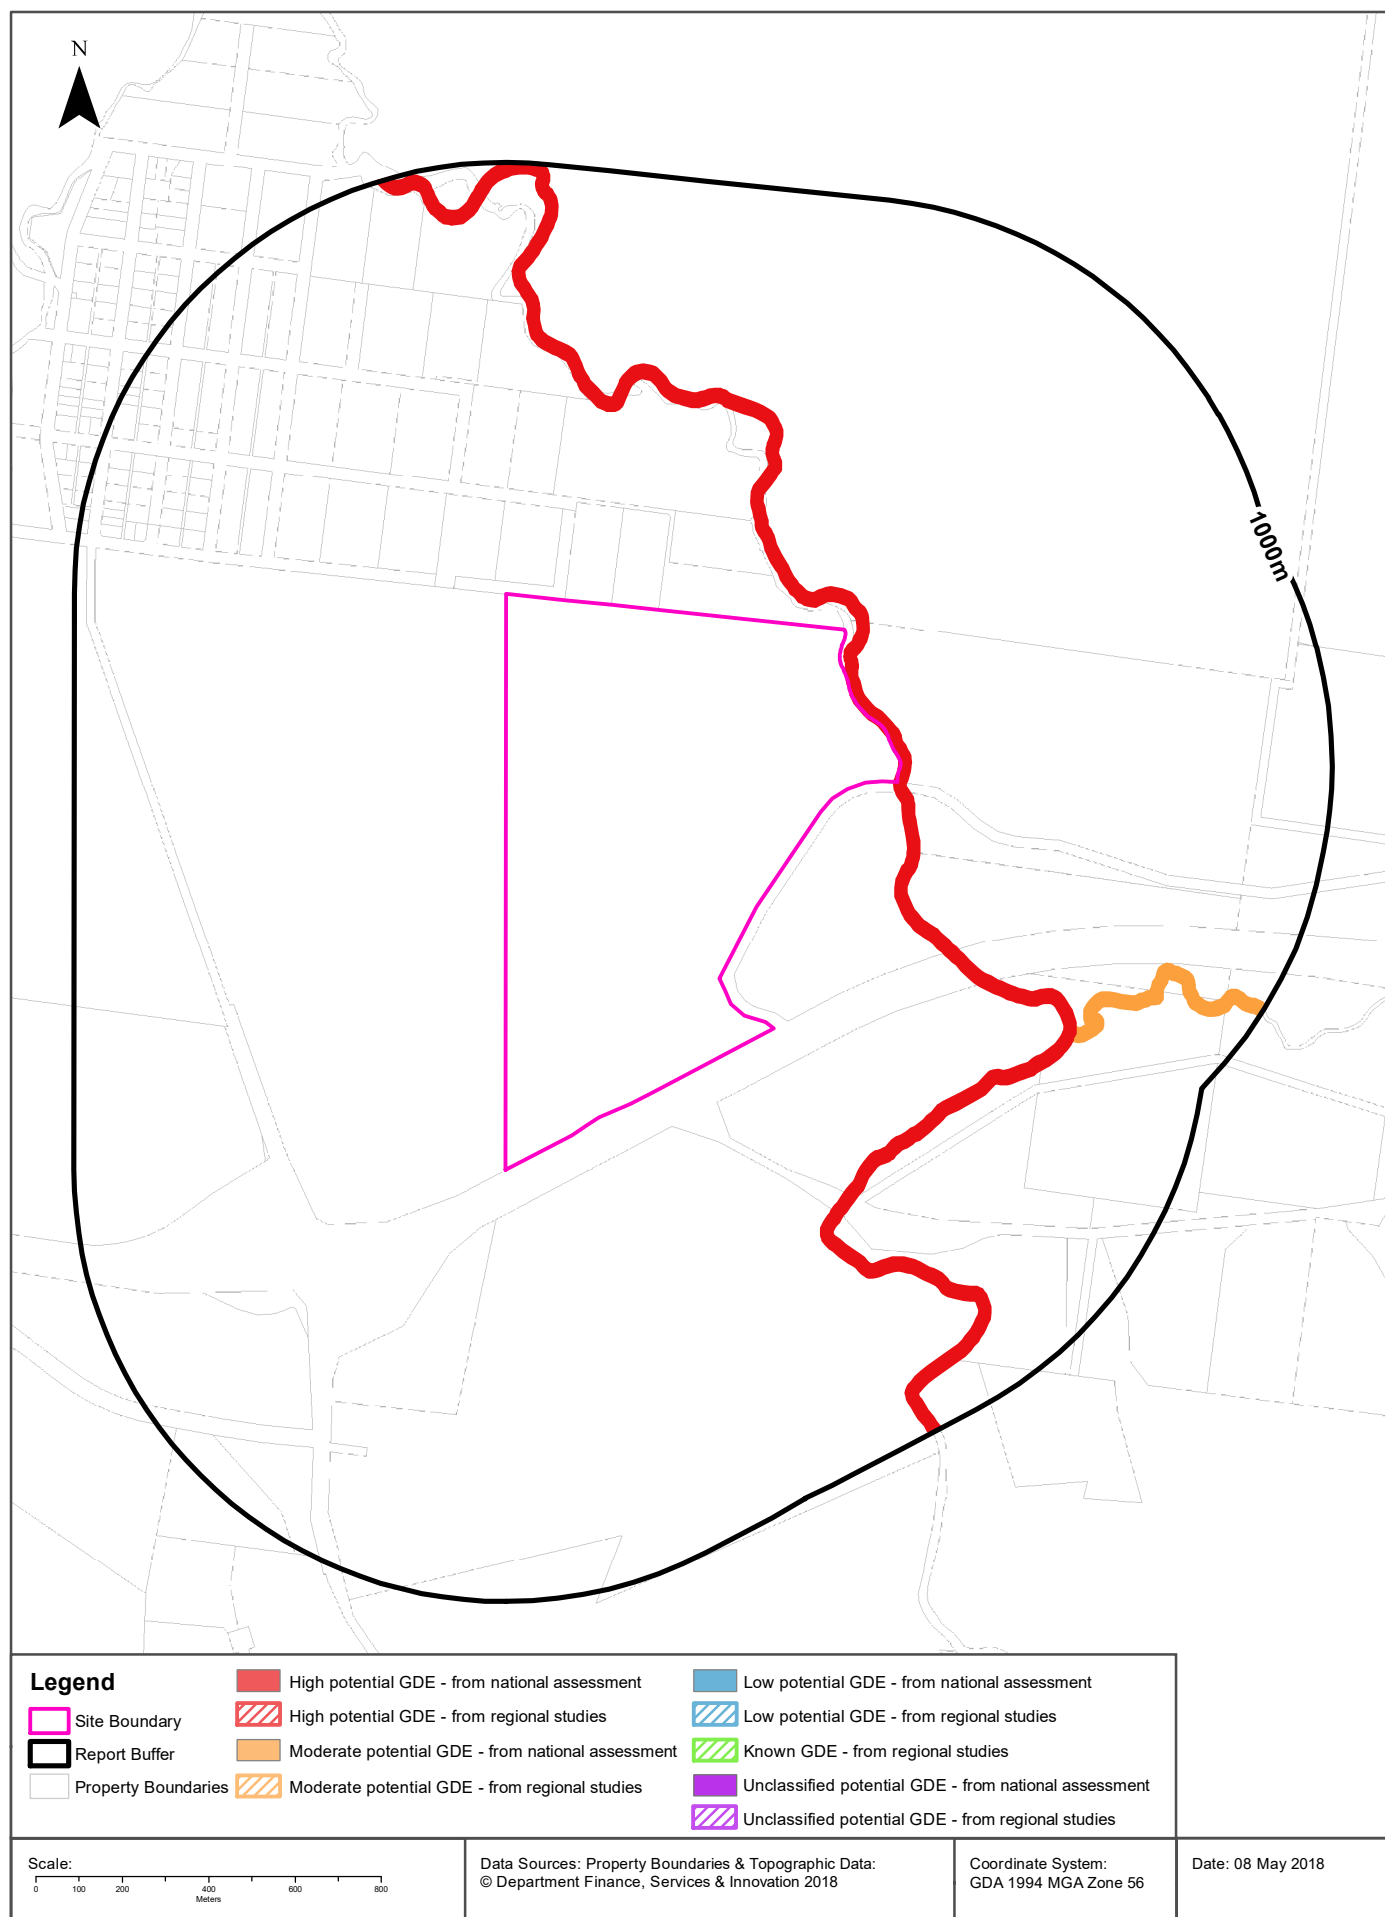 N
1000m
Legend
Site Boundary
Report Buffer
Property Boundaries
High potential GDE - from national assessment
High potential GDE - from regional studies
Moderate potential GDE - from national assessment
Moderate potential GDE - from regional studies
Low potential GDE - from national assessment
Low potential GDE - from regional studies
Known GDE - from regional studies
Unclassified potential GDE - from national assessment
Unclassified potential GDE - from regional studies
Scale:
0 100 200 400 600 800
Meters
Data Sources: Property Boundaries & Topographic Data:
© Department Finance, Services & Innovation 2018
Coordinate System:
GDA 1994 MGA Zone 56
Date: 08 May 2018